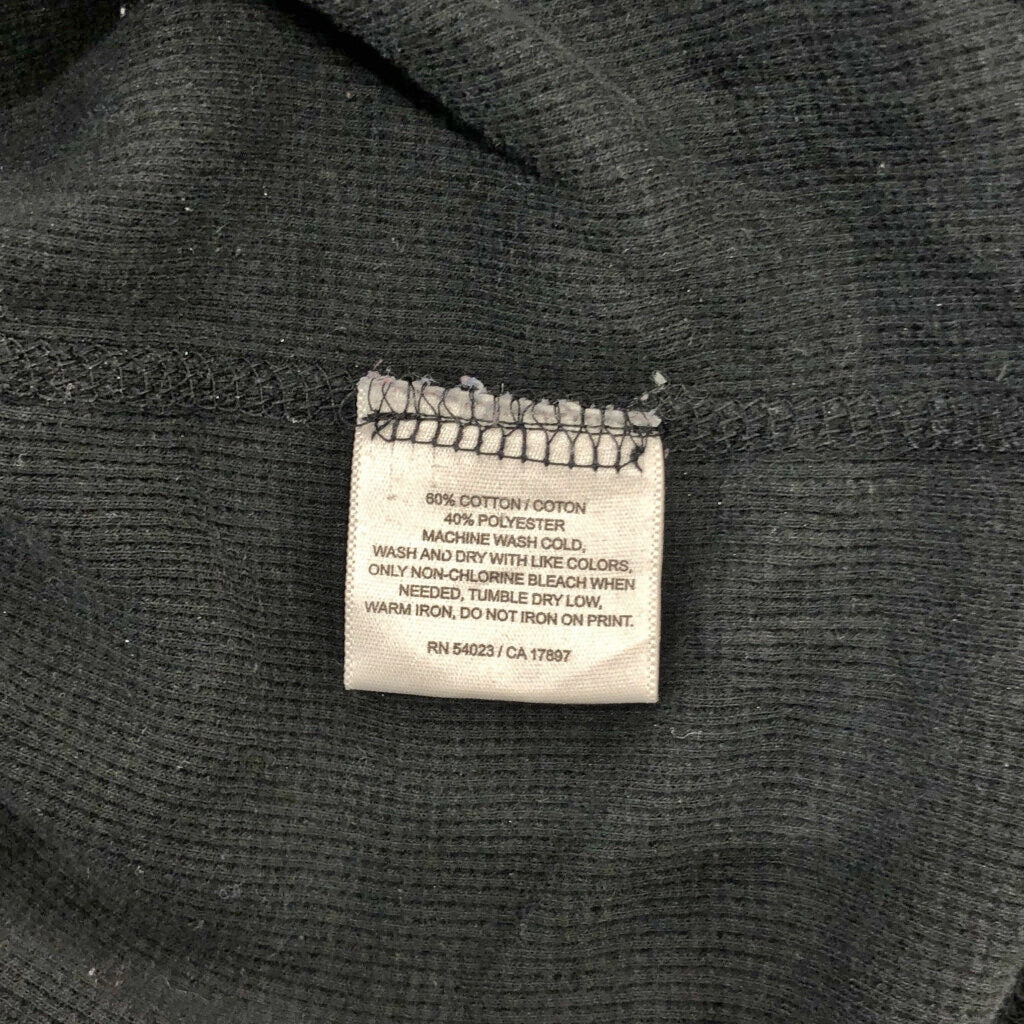 60% COTTON / COTON
40% POLYESTER
MACHINE WASH COLD,
WASH AND DRY WITH LIKE COLORS,
ONLY NON-CHLORINE BLEACH WHEN
NEEDED, TUMBLE DRY LOW,
WARM IRON, DO NOT IRON ON PRINT.
RN 54023 / CA 17897